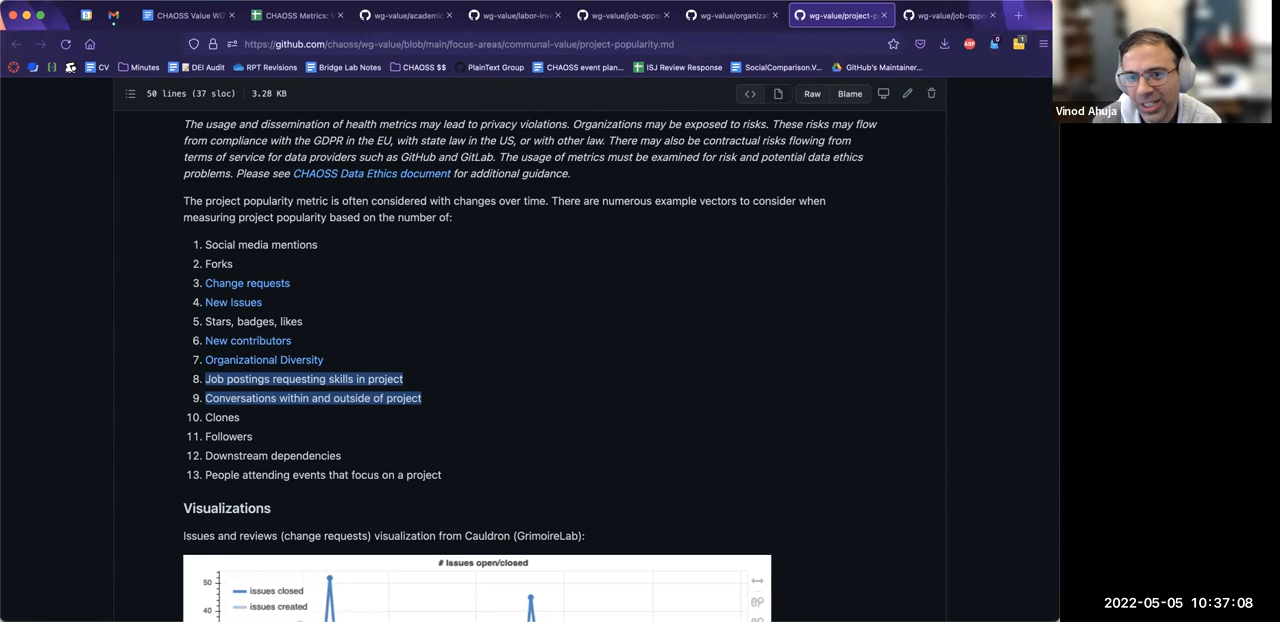 CHAOSS Value WG
CHAOSS Metrics: V
wg-value/academic
wg-value/labor-inve
wg-value/job-oppor
wg-value/organizat
wg-value/project-p
wg-value/job-oppo
https://github.com/chaoss/wg-value/blob/main/focus-areas/communal-value/project-popularity.md
CV
Minutes
DEI Audit
RPT Revisions
Bridge Lab Notes
CHAOSS $$
PlainText Group
CHAOSS event plan...
ISJ Review Response
SocialComparison.V...
GitHub's Maintainer...
50 lines (37 sloc) 3.28 KB
Raw
Blame
The usage and dissemination of health metrics may lead to privacy violations. Organizations may be exposed to risks. These risks may flow
from compliance with the GDPR in the EU, with state law in the US, or with other law. There may also be contractual risks flowing from
terms of service for data providers such as GitHub and GitLab. The usage of metrics must be examined for risk and potential data ethics
problems. Please see CHAOSS Data Ethics document for additional guidance.
The project popularity metric is often considered with changes over time. There are numerous example vectors to consider when
measuring project popularity based on the number of:
1. Social media mentions
2. Forks
3. Change requests
4. New Issues
5. Stars, badges, likes
6. New contributors
7. Organizational Diversity
8. Job postings requesting skills in project
9. Conversations within and outside of project
10. Clones
11. Followers
12. Downstream dependencies
13. People attending events that focus on a project
Visualizations
Issues and reviews (change requests) visualization from Cauldron (GrimoireLab):
# Issues open/closed
50
issues closed
issues created
40
Vinod Ahuja
2022-05-05 10:37:08